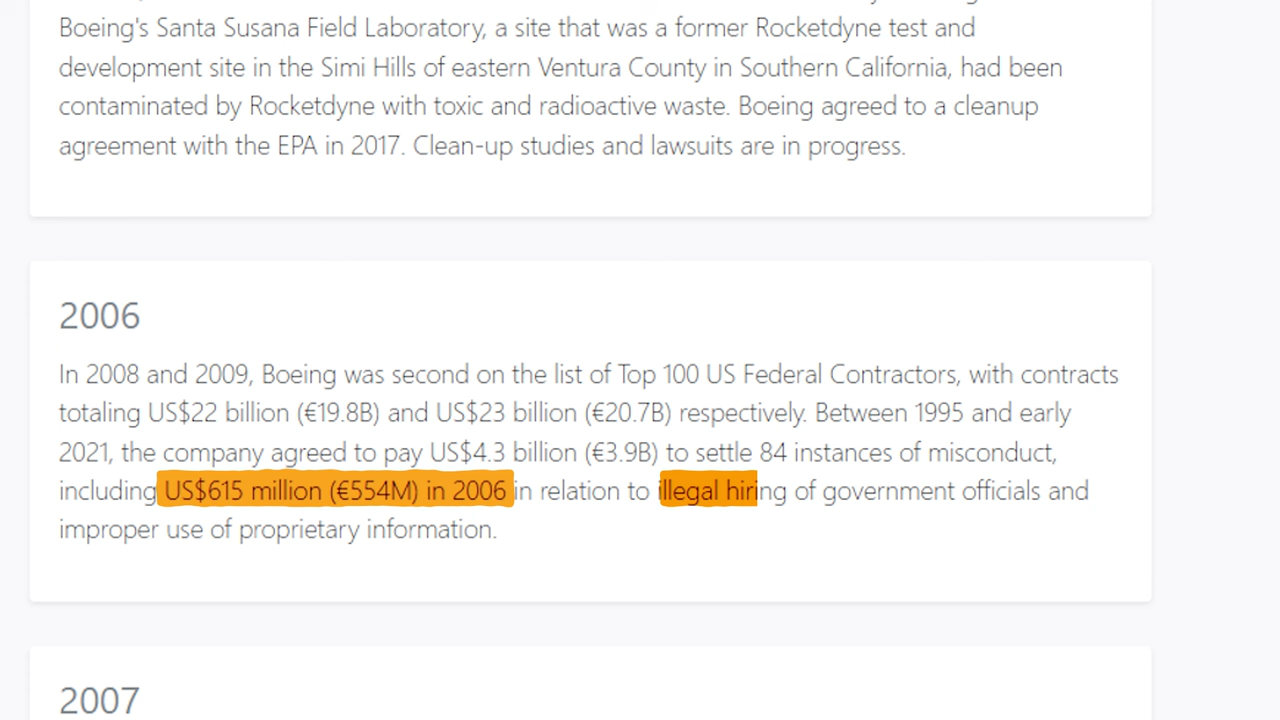 Boeing's Santa Susana Field Laboratory, a site that was a former Rocketdyne test and
development site in the Simi Hills of eastern Ventura County in Southern California, had been
contaminated by Rocketdyne with toxic and radioactive waste. Boeing agreed to a cleanup
agreement with the EPA in 2017. Clean-up studies and lawsuits are in progress.
2006
In 2008 and 2009, Boeing was second on the list of Top 100 US Federal Contractors, with contracts
totaling US$22 billion (€19.8B) and US$23 billion (€20.7B) respectively. Between 1995 and early
2021, the company agreed to pay US$4.3 billion (€3.9B) to settle 84 instances of misconduct,
including US$615 million (€554M) in 2006 in relation to illegal hiring of government officials and
improper use of proprietary information.
2007